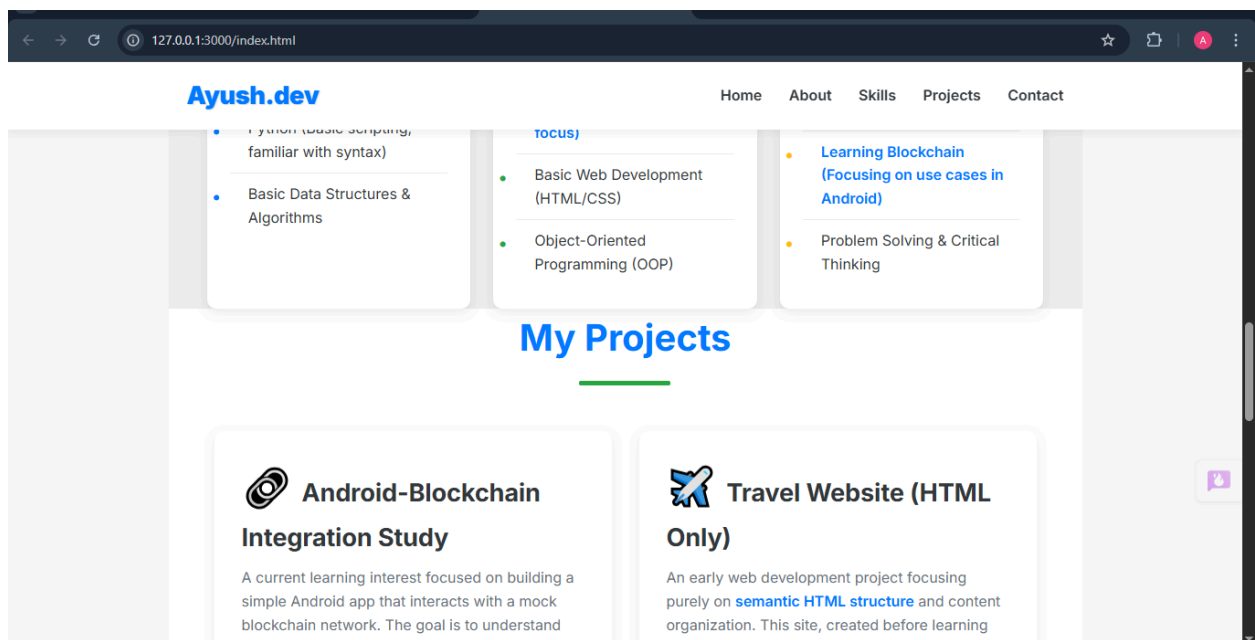 127.0.0.1:3000/index.html
A
Ayush.dev
Home About Skills Projects Contact
Python (Basic scripting,
familiar with syntax)
Basic Data Structures &
Algorithms
focus)
Basic Web Development
(HTML/CSS)
Object-Oriented
Programming (OOP)
Learning Blockchain
(Focusing on use cases in
Android)
Problem Solving & Critical
Thinking
My Projects
Android-Blockchain
Integration Study
A current learning interest focused on building a
simple Android app that interacts with a mock
blockchain network. The goal is to understand
Travel Website (HTML
Only)
An early web development project focusing
purely on semantic HTML structure and content
organization. This site, created before learning